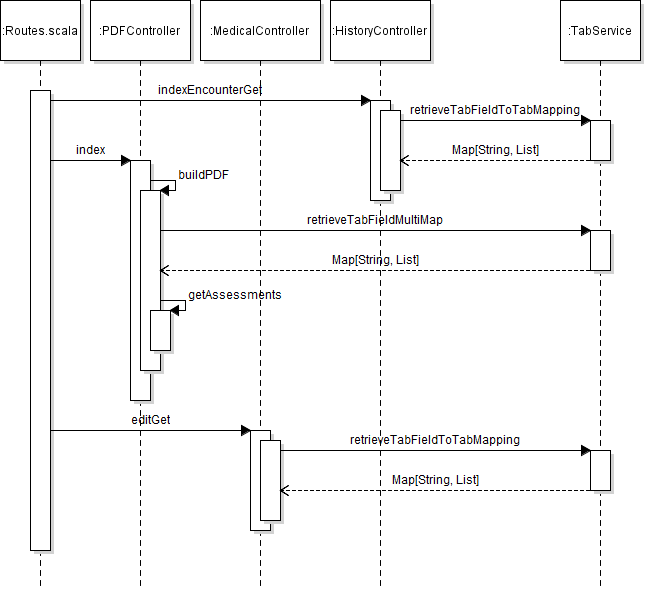 :Routes.scala
:PDFController
:MedicalController
:HistoryController
:TabService
indexEncounterGet
retrieveTabFieldToTabMapping
index
Map[String, List]
buildPDF
retrieveTabFieldMultiMap
Map[String, List]
getAssessments
editGet
retrieveTabFieldToTabMapping
Map[String, List]